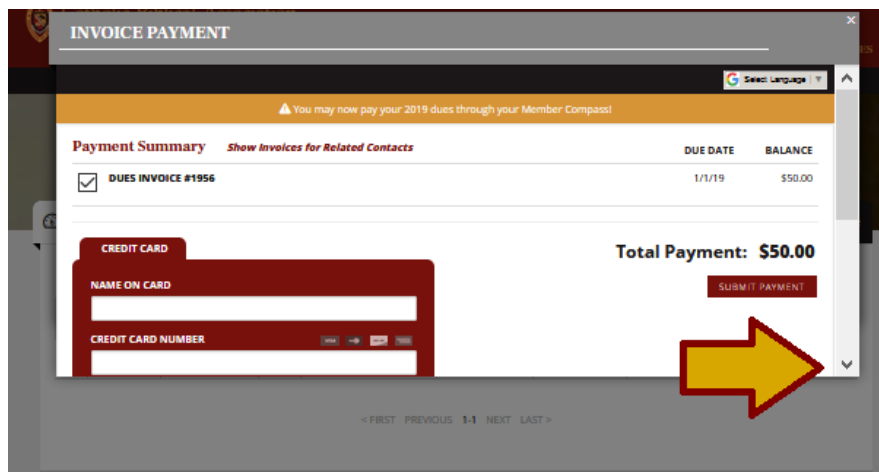 INVOICE PAYMENT
×
ES
Select Language ▼
You may now pay your 2019 dues through your Member Compass!
Payment Summary Show Invoices for Related Contacts DUE DATE BALANCE
DUES INVOICE #1956 1/1/19 $50.00
CREDIT CARD
Total Payment: $50.00
NAME ON CARD
SUBMIT PAYMENT
CREDIT CARD NUMBER
VISA
< FIRST PREVIOUS 1-1 NEXT LAST >